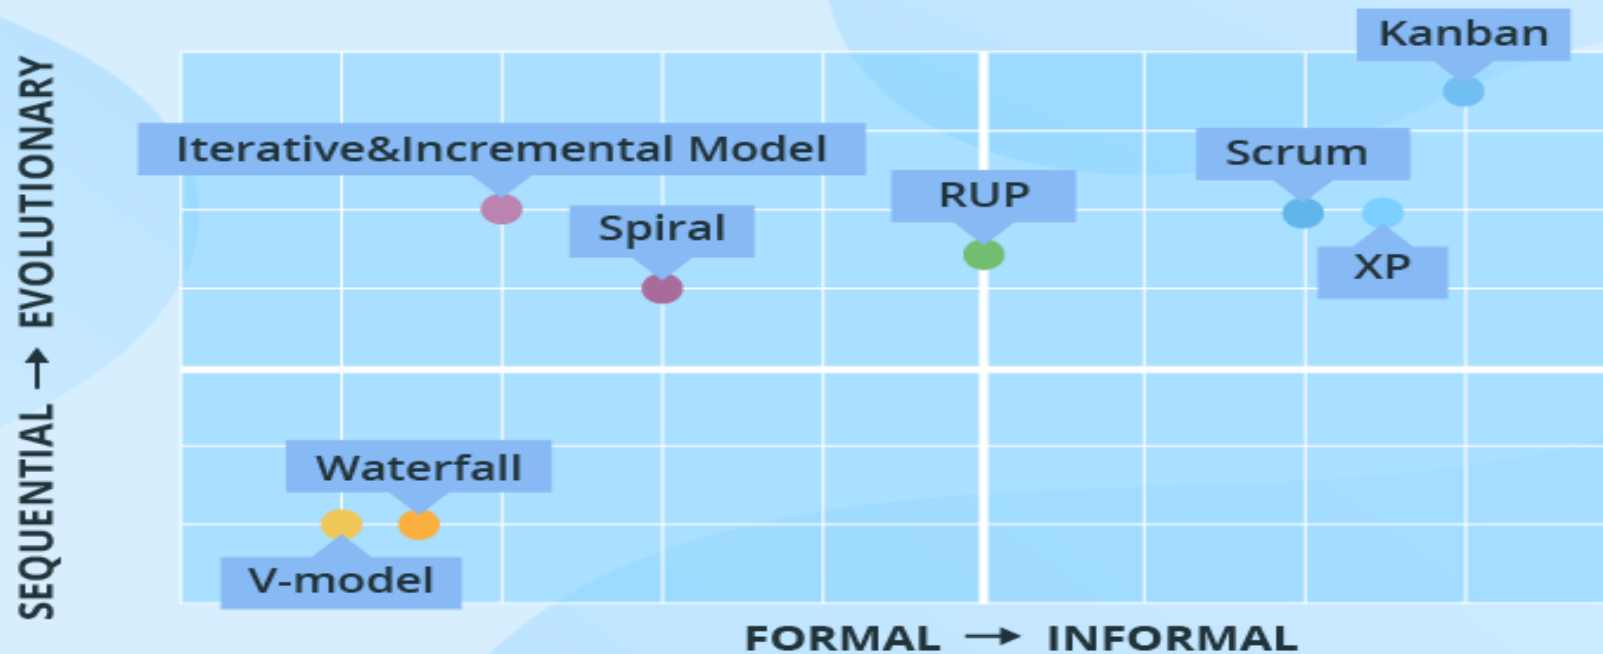 Kanban
Iterative&Incremental Model
Scrum
RUP
Spiral
XP
Waterfall
V-model
SEQUENTIAL → EVOLUTIONARY
FORMAL → INFORMAL